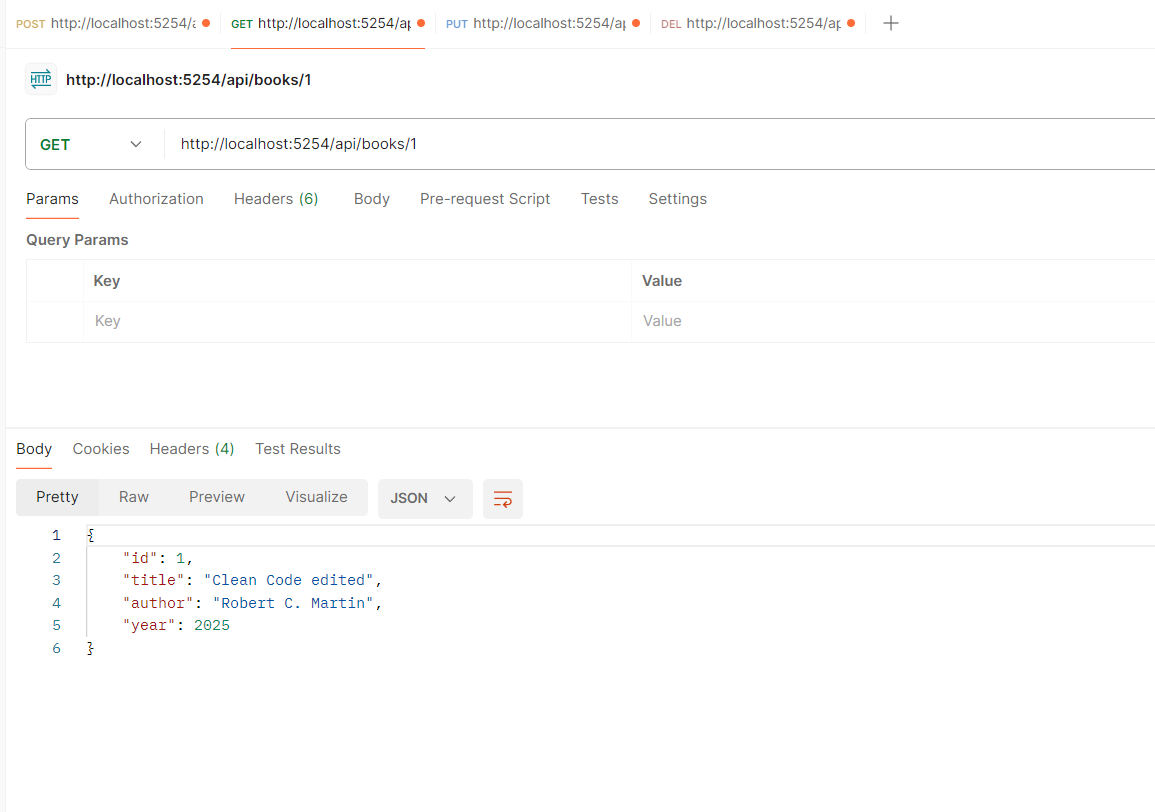 POST http://localhost:5254/a GET http://localhost:5254/ap PUT http://localhost:5254/ap DEL http://localhost:5254/ap
HTTP http://localhost:5254/api/books/1
GET http://localhost:5254/api/books/1
Params Authorization Headers (6) Body Pre-request Script Tests Settings
Query Params
Key Value
Key Value
Body Cookies Headers (4) Test Results
Pretty Raw Preview Visualize JSON
1 {
2 "id": 1,
3 "title": "Clean Code edited",
4 "author": "Robert C. Martin",
5 "year": 2025
6 }